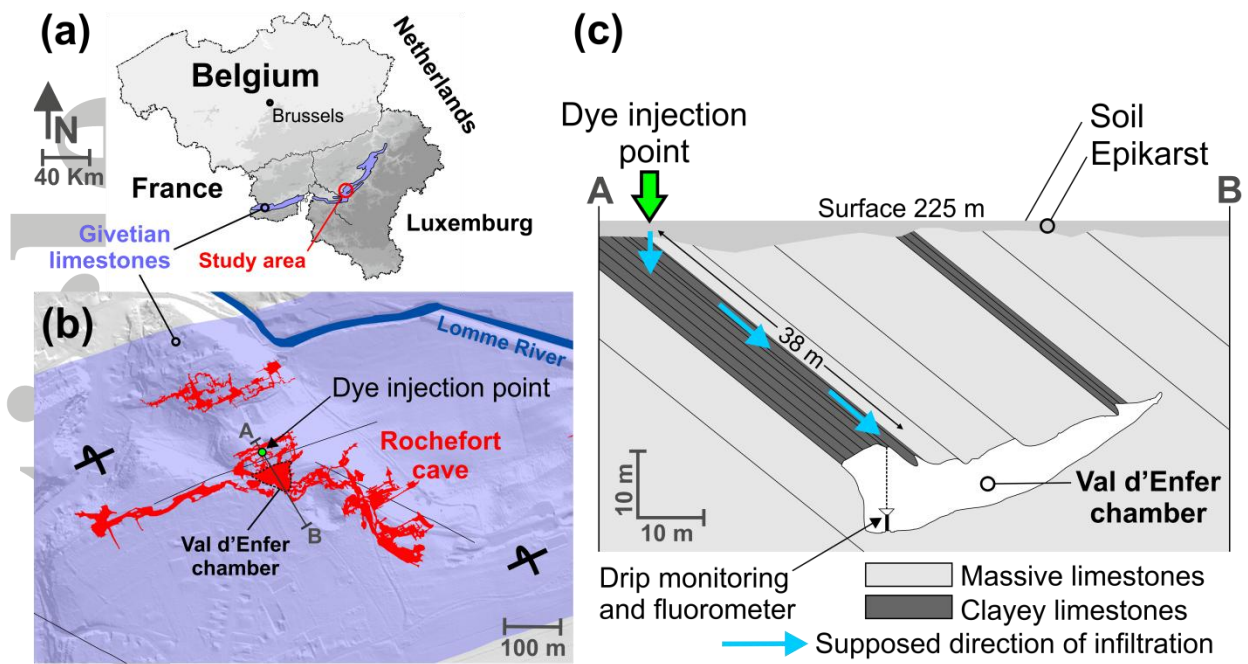 (a)
Belgium
Brussels
Netherlands
N
40 Km
France
Luxemburg
Givetian
limestones
Study area
(b)
Lomme River
Dye injection point
A
Rochefort
cave
B
Val d'Enfer
chamber
100 m
(c)
Dye injection
point
Soil
Epikarst
A
B
Surface 225 m
38 m
10 m
10 m
Val d'Enfer
chamber
Drip monitoring
and fluorometer
Massive limestones
Clayey limestones
Supposed direction of infiltration